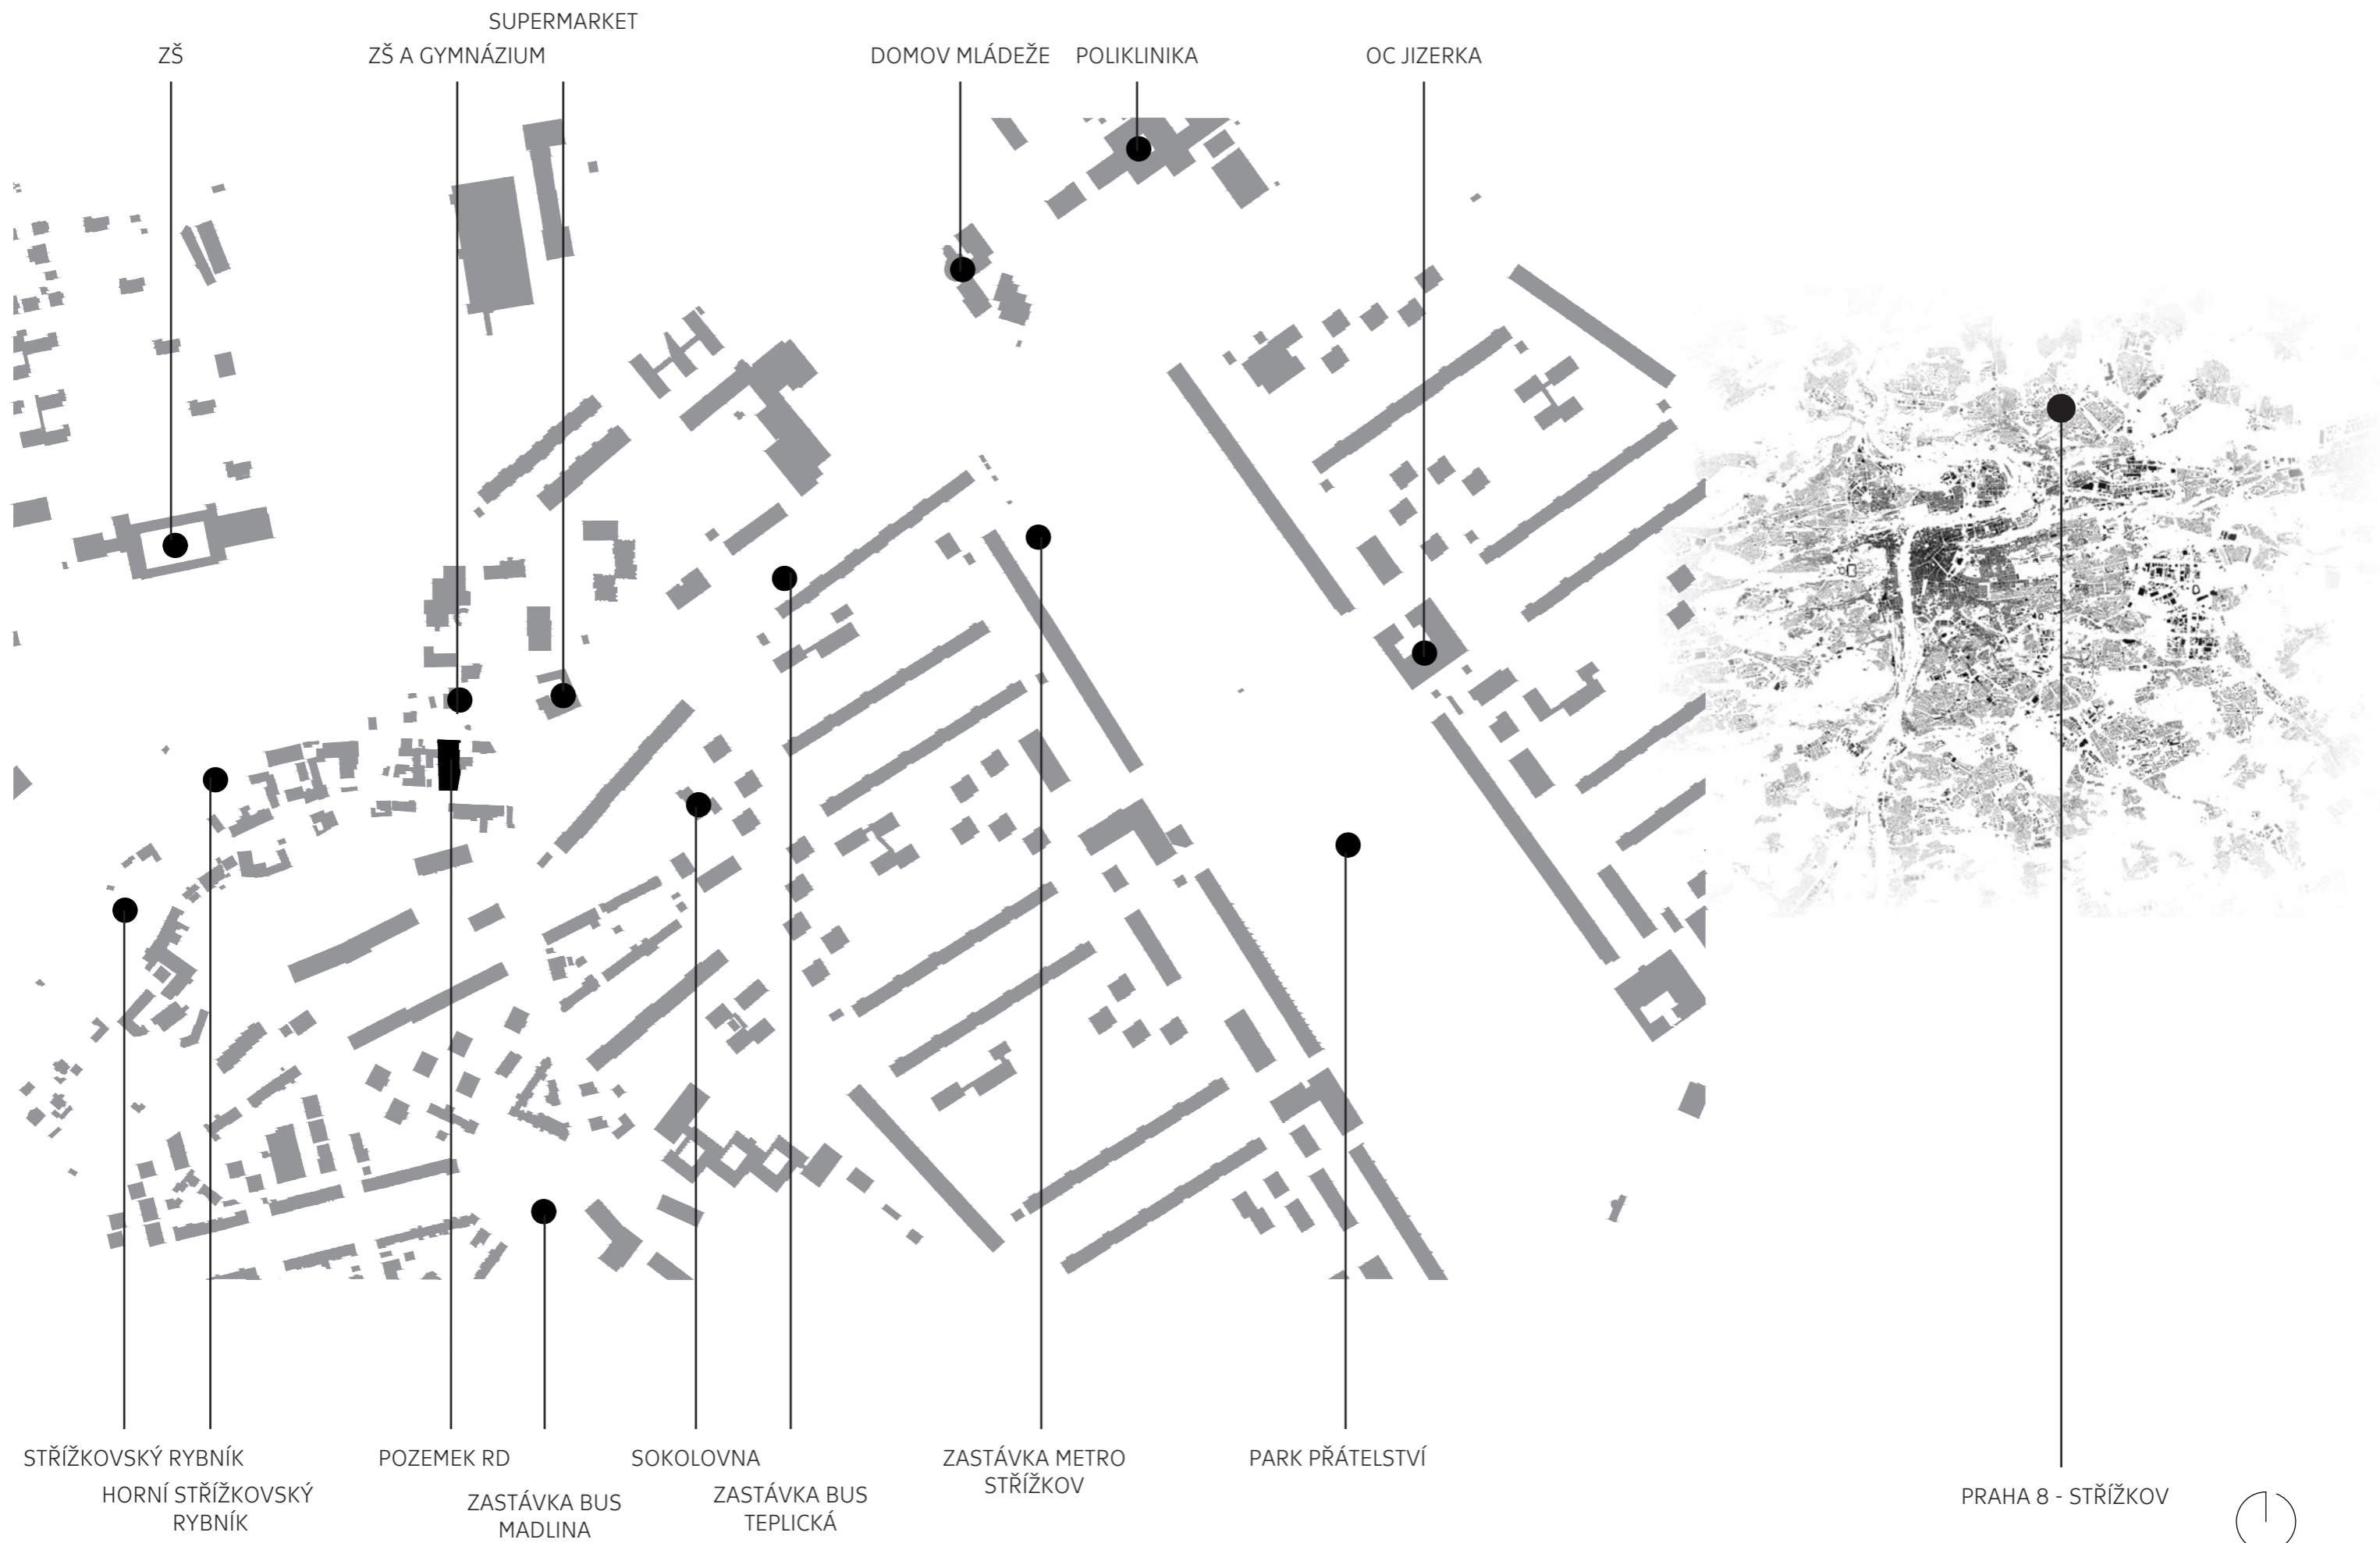 SUPERMARKET
ZŠ
ZŠ A GYMNÁZIUM
DOMOV MLÁDEŽE
POLIKLINIKA
OC JIZERKA
STŘÍŽKOVSKÝ RYBNÍK
HORNÍ STŘÍŽKOVSKÝ
RYBNÍK
POZEMEK RD
ZASTÁVKA BUS
MADLINA
SOKOLOVNA
ZASTÁVKA BUS
TEPLICKÁ
ZASTÁVKA METRO
STŘÍŽKOV
PARK PŘÁTELSTVÍ
PRAHA 8 - STŘÍŽKOV